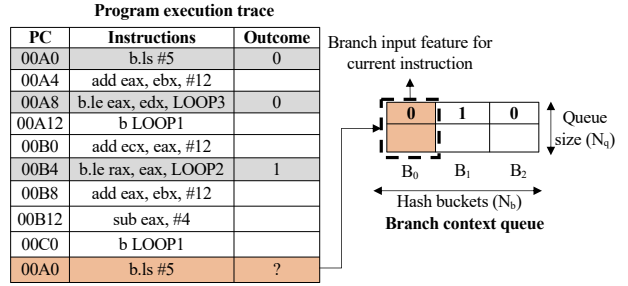 Program execution trace
PC Instructions Outcome
00A0 b.ls #5 0
00A4 add eax, ebx, #12
00A8 b.le eax, edx, LOOP3 0
00A12 b LOOP1
00B0 add ecx, eax, #12
00B4 b.le rax, eax, LOOP2 1
00B8 add eax, ebx, #12
00B12 sub eax, #4
00C0 b LOOP1
00A0 b.ls #5 ?
Branch input feature for
current instruction
0 1 0
Queue
size (Nq)
B0 B1 B2
Hash buckets (Nb)
Branch context queue